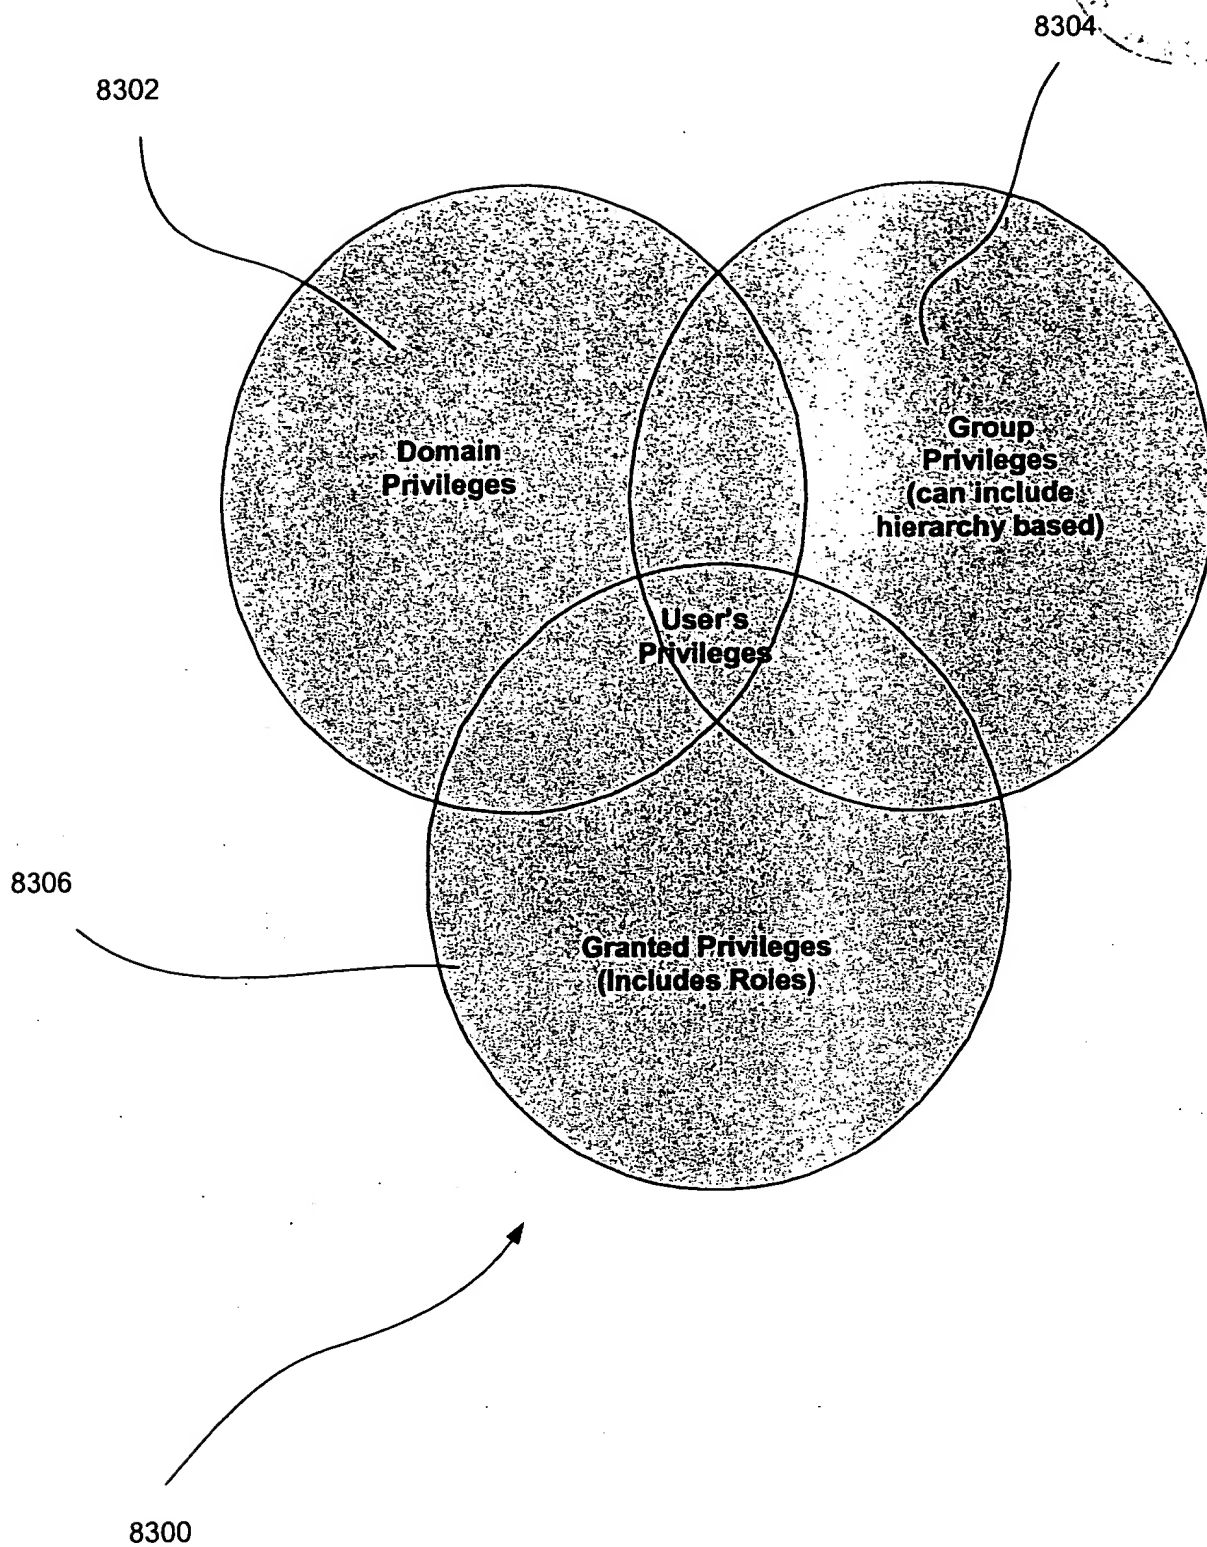 8304
8302
Domain
Privileges
Group
Privileges
(can include
hierarchy based)
User's
Privileges
8306
Granted Privileges
(Includes Roles)
8300